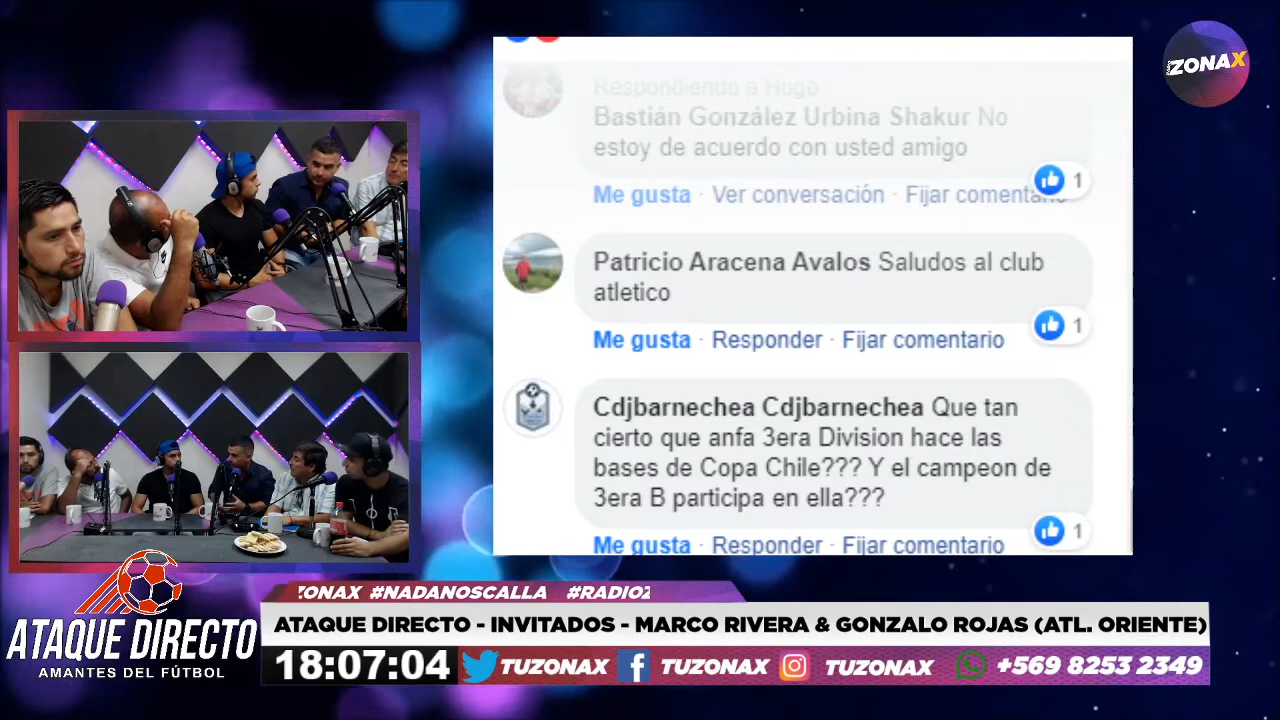 ZONAX
Respondiendo a Hugo
Bastián González Urbina Shakur No
estoy de acuerdo con usted amigo
Me gusta · Ver conversación · Fijar comentario
1
Patricio Aracena Avalos Saludos al club
atletico
1
Me gusta · Responder · Fijar comentario
Cdjbarnechea Cdjbarnechea Que tan
cierto que anfa 3era Division hace las
bases de Copa Chile??? Y el campeon de
3era B participa en ella???
1
Me gusta · Responder · Fijar comentario
ATAQUE DIRECTO
AMANTES DEL FÚTBOL
ZONAX #NADANOSCALLA #RADIOZ
ATAQUE DIRECTO - INVITADOS - MARCO RIVERA & GONZALO ROJAS (ATL. ORIENTE)
18:07:04 TUZONAX TUZONAX TUZONAX +569 8253 2349